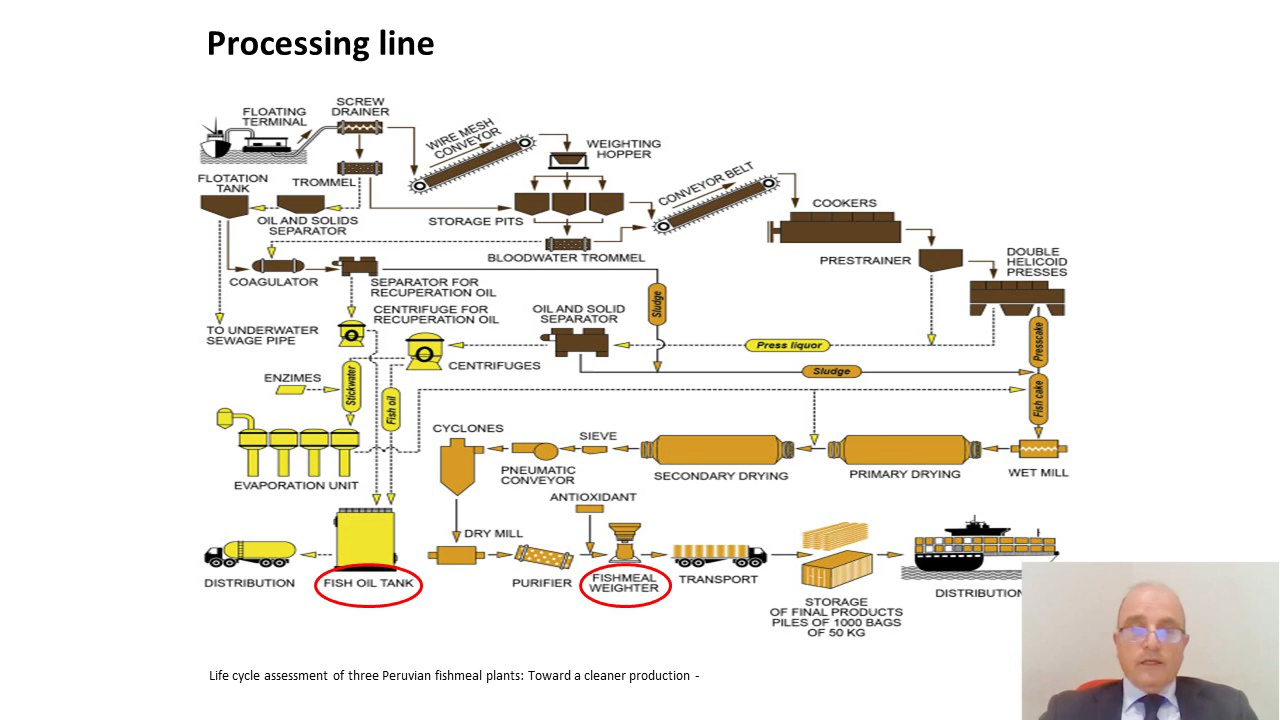 Processing line
FLOATING
TERMINAL
SCREW
DRAINER
WIRE MESH
CONVEYOR
WEIGHTING
HOPPER
FLOTATION
TANK
TROMMEL
OIL AND SOLIDS
SEPARATOR
STORAGE PITS
CONVEYOR BELT
COOKERS
BLOODWATER TROMMEL
PRESTRAINER
DOUBLE
HELICOID
PRESSES
COAGULATOR
SEPARATOR FOR
RECUPERATION OIL
Sludge
TO UNDERWATER
SEWAGE PIPE
CENTRIFUGE FOR
RECUPERATION OIL
OIL AND SOLID
SEPARATOR
Press liquor
Presscake
CENTRIFUGES
Sludge
ENZIMES
Stickwater
Fish oil
Fish cake
CYCLONES
SIEVE
PNEUMATIC
CONVEYOR
SECONDARY DRYING
PRIMARY DRYING
WET MILL
EVAPORATION UNIT
ANTIOXIDANT
DRY MILL
DISTRIBUTION
FISH OIL TANK
PURIFIER
FISHMEAL
WEIGHTER
TRANSPORT
STORAGE
OF FINAL PRODUCTS
PILES OF 1000 BAGS
OF 50 KG
DISTRIBUTION
Life cycle assessment of three Peruvian fishmeal plants: Toward a cleaner production -